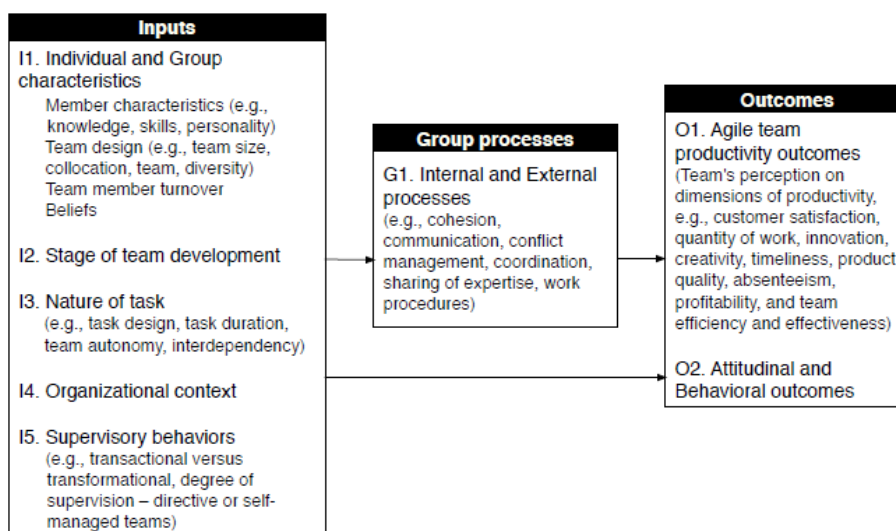 Inputs
I1. Individual and Group
characteristics
Member characteristics (e.g.,
knowledge, skills, personality)
Team design (e.g., team size,
collocation, team, diversity)
Team member turnover
Beliefs
I2. Stage of team development
I3. Nature of task
(e.g., task design, task duration,
team autonomy, interdependency)
I4. Organizational context
I5. Supervisory behaviors
(e.g., transactional versus
transformational, degree of
supervision – directive or self-
managed teams)
Group processes
G1. Internal and External
processes
(e.g., cohesion,
communication, conflict
management, coordination,
sharing of expertise, work
procedures)
Outcomes
O1. Agile team
productivity outcomes
(Team's perception on
dimensions of productivity,
e.g., customer satisfaction,
quantity of work, innovation,
creativity, timeliness, product
quality, absenteeism,
profitability, and team
efficiency and effectiveness)
O2. Attitudinal and
Behavioral outcomes